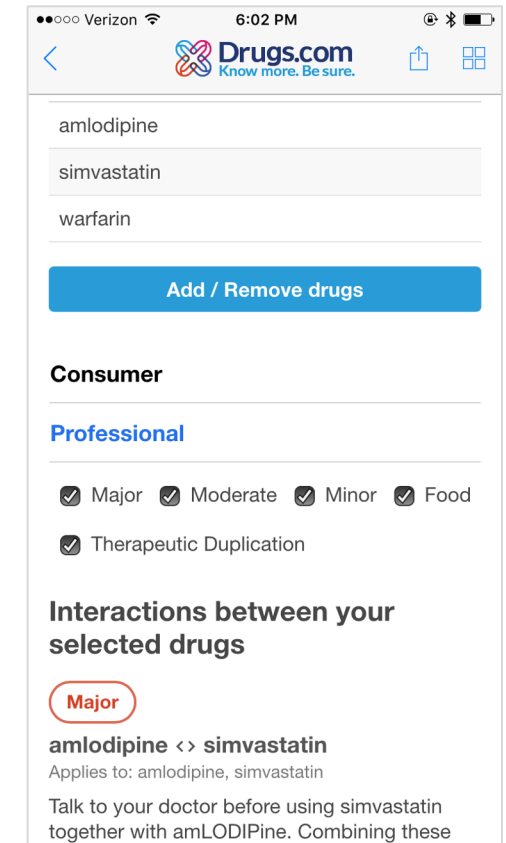 ●●○○○ Verizon 6:02 PM
Drugs.com
Know more. Be sure.
amlodipine
simvastatin
warfarin
Add / Remove drugs
Consumer
Professional
Major Moderate Minor Food
Therapeutic Duplication
Interactions between your
selected drugs
Major
amlodipine <> simvastatin
Applies to: amlodipine, simvastatin
Talk to your doctor before using simvastatin
together with amLODIPine. Combining these